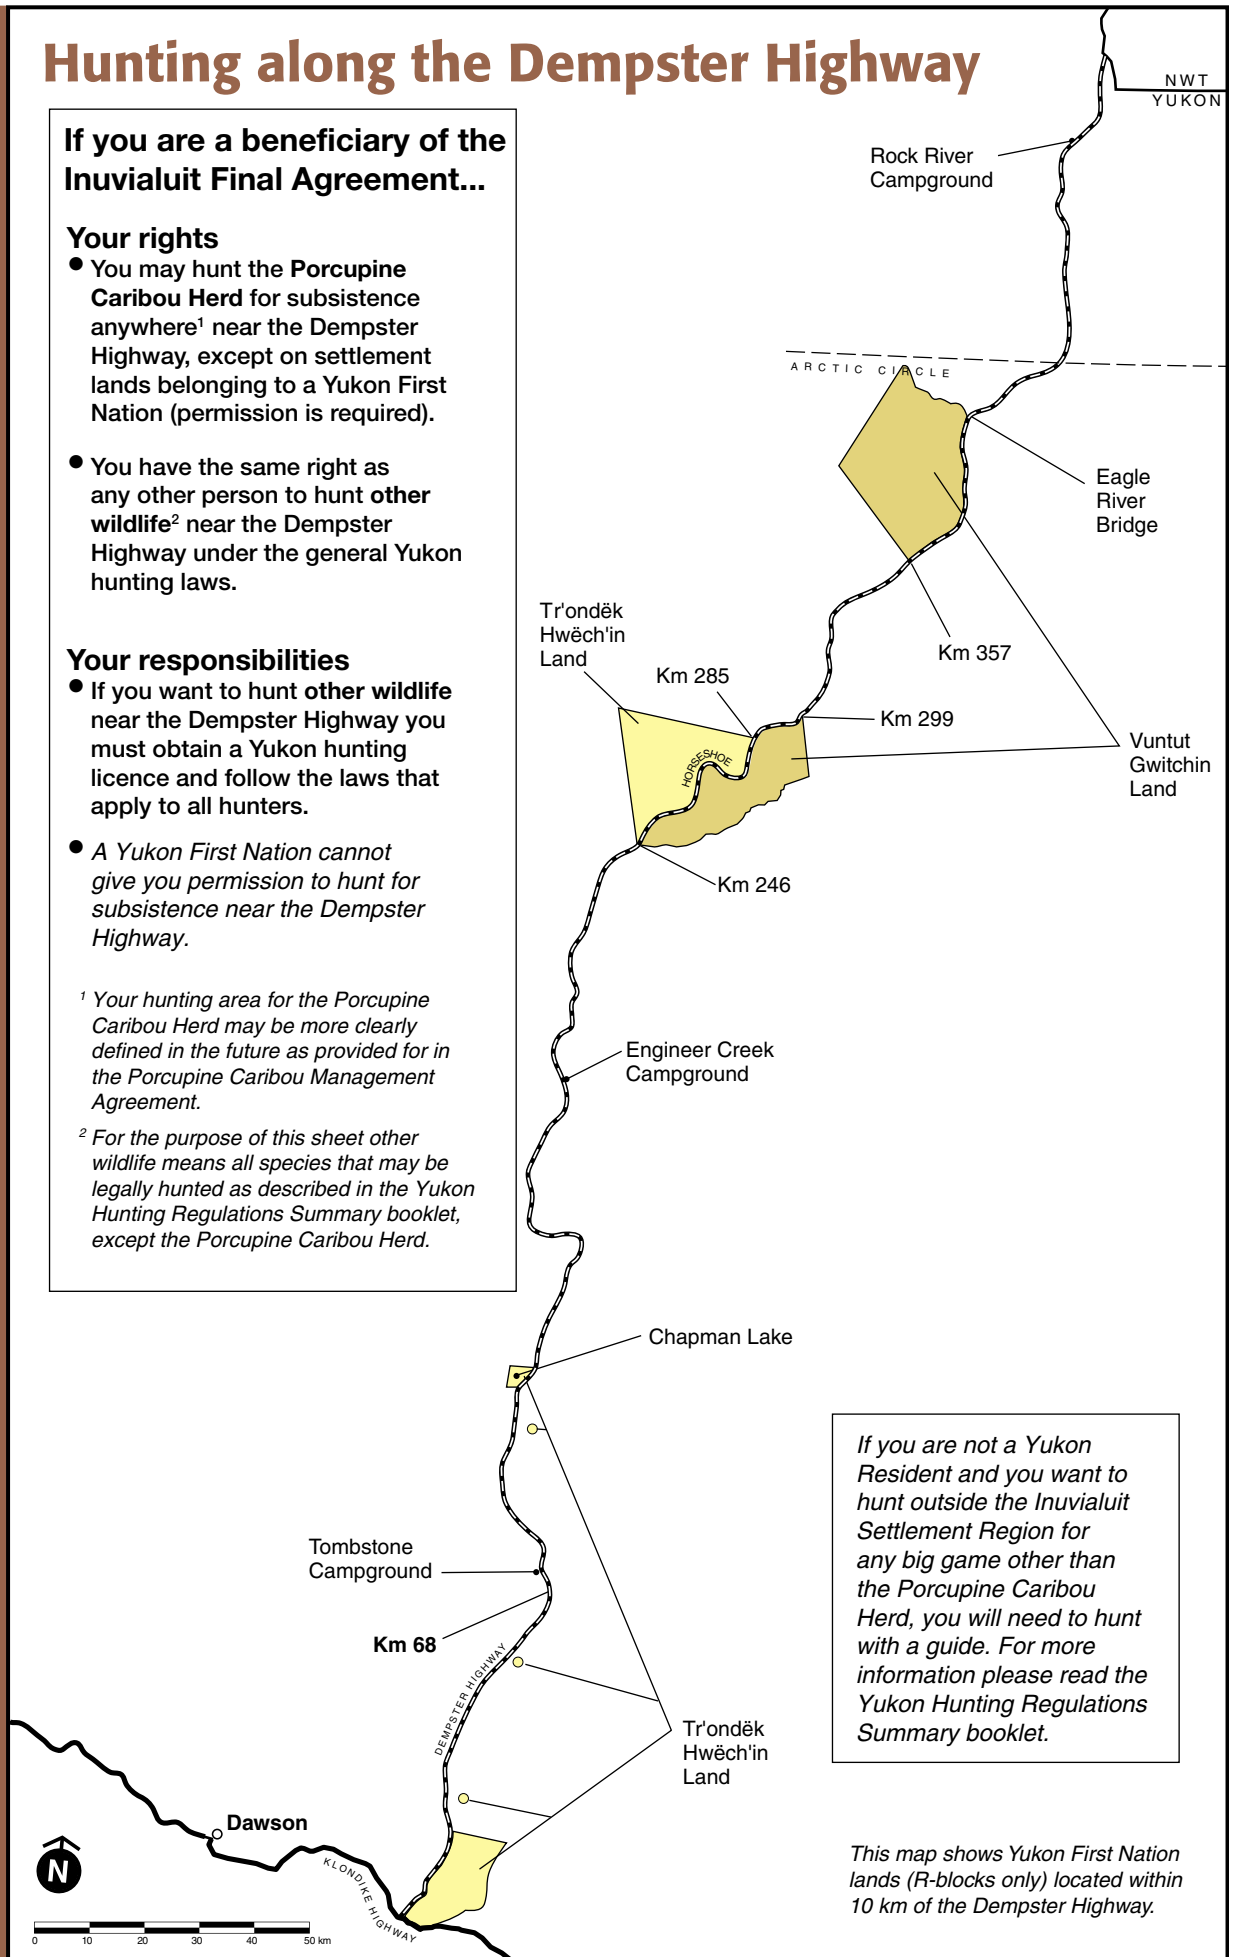 Hunting along the Dempster Highway
If you are a beneficiary of the
Inuvialuit Final Agreement...
Your rights
● You may hunt the Porcupine
Caribou Herd for subsistence
anywhere¹ near the Dempster
Highway, except on settlement
lands belonging to a Yukon First
Nation (permission is required).
● You have the same right as
any other person to hunt other
wildlife² near the Dempster
Highway under the general Yukon
hunting laws.
Your responsibilities
● If you want to hunt other wildlife
near the Dempster Highway you
must obtain a Yukon hunting
licence and follow the laws that
apply to all hunters.
● A Yukon First Nation cannot
give you permission to hunt for
subsistence near the Dempster
Highway.
¹ Your hunting area for the Porcupine
Caribou Herd may be more clearly
defined in the future as provided for in
the Porcupine Caribou Management
Agreement.
² For the purpose of this sheet other
wildlife means all species that may be
legally hunted as described in the Yukon
Hunting Regulations Summary booklet,
except the Porcupine Caribou Herd.
NWT
YUKON
Rock River
Campground
ARCTIC CIRCLE
Eagle
River
Bridge
Km 357
Tr'ondëk
Hwëch'in
Land
Km 285
Km 299
HORSESHOE
Vuntut
Gwitchin
Land
Km 246
Engineer Creek
Campground
Chapman Lake
Tombstone
Campground
Km 68
DEMPSTER HIGHWAY
Tr'ondëk
Hwëch'in
Land
If you are not a Yukon
Resident and you want to
hunt outside the Inuvialuit
Settlement Region for
any big game other than
the Porcupine Caribou
Herd, you will need to hunt
with a guide. For more
information please read the
Yukon Hunting Regulations
Summary booklet.
Dawson
KLONDIKE HIGHWAY
N
0 10 20 30 40 50 km
This map shows Yukon First Nation
lands (R-blocks only) located within
10 km of the Dempster Highway.